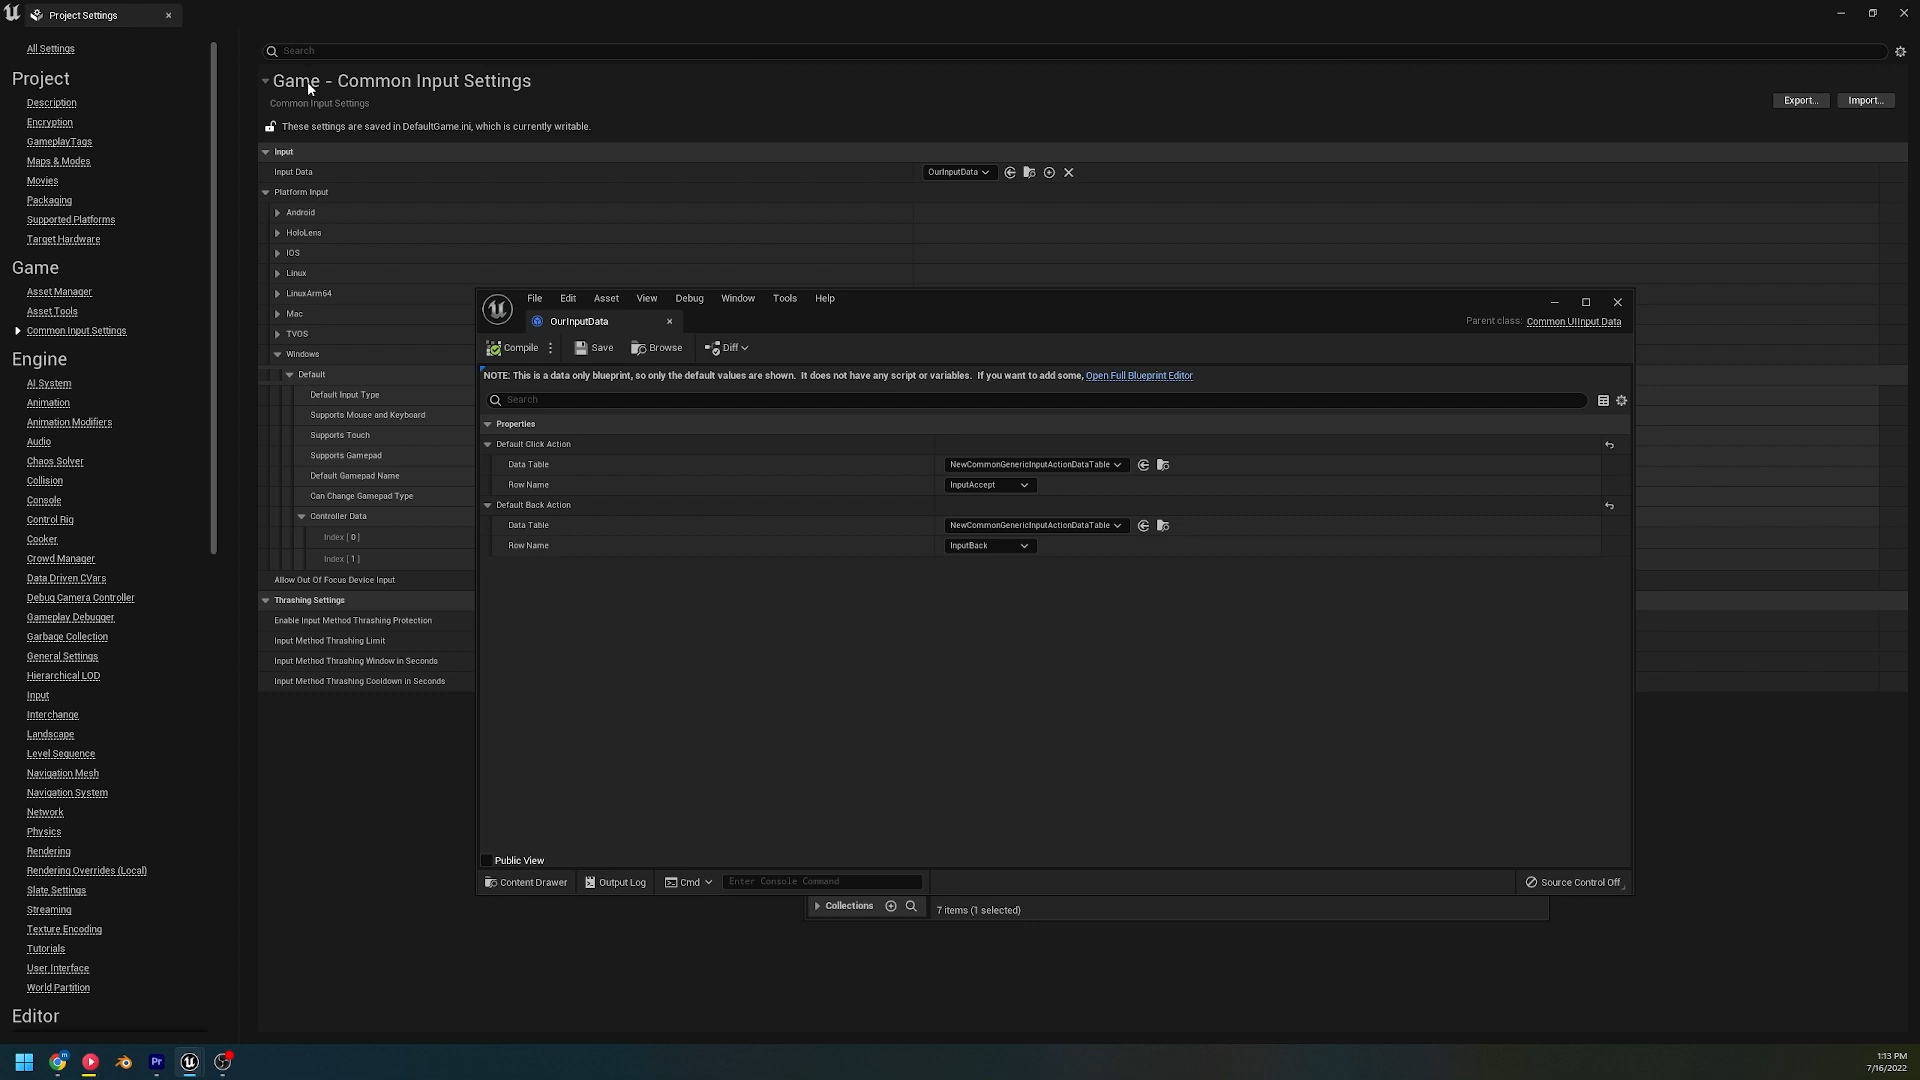 Project Settings
All Settings
Project
Description
Encryption
GameplayTags
Maps & Modes
Movies
Packaging
Supported Platforms
Target Hardware
Game
Asset Manager
Asset Tools
Common Input Settings
Engine
AI System
Animation
Animation Modifiers
Audio
Chaos Solver
Collision
Console
Control Rig
Cooker
Crowd Manager
Data Driven CVars
Debug Camera Controller
Gameplay Debugger
Garbage Collection
General Settings
Hierarchical LOD
Input
Interchange
Landscape
Level Sequence
Navigation Mesh
Navigation System
Network
Physics
Rendering
Rendering Overrides (Local)
Slate Settings
Streaming
Texture Encoding
Tutorials
User Interface
World Partition
Editor
Search
Game - Common Input Settings
Common Input Settings
Export...
Import...
These settings are saved in DefaultGame.ini, which is currently writable.
Input
Input Data
OurInputData
Platform Input
Android
HoloLens
IOS
Linux
LinuxArm64
Mac
TVOS
Windows
Default
Default Input Type
Supports Mouse and Keyboard
Supports Touch
Supports Gamepad
Default Gamepad Name
Can Change Gamepad Type
Controller Data
Index [ 0 ]
Index [ 1 ]
Allow Out Of Focus Device Input
Thrashing Settings
Enable Input Method Thrashing Protection
Input Method Thrashing Limit
Input Method Thrashing Window in Seconds
Input Method Thrashing Cooldown in Seconds
File Edit Asset View Debug Window Tools Help
OurInputData
Parent class: Common UIInput Data
Compile Save Browse Diff
NOTE: This is a data only blueprint, so only the default values are shown. It does not have any script or variables. If you want to add some, Open Full Blueprint Editor
Search
Properties
Default Click Action
Data Table NewCommonGenericInputActionDataTable
Row Name InputAccept
Default Back Action
Data Table NewCommonGenericInputActionDataTable
Row Name InputBack
Public View
Content Drawer Output Log Cmd Enter Console Command Source Control Off
Collections 7 items (1 selected)
Pr
1:13 PM
7/16/2022